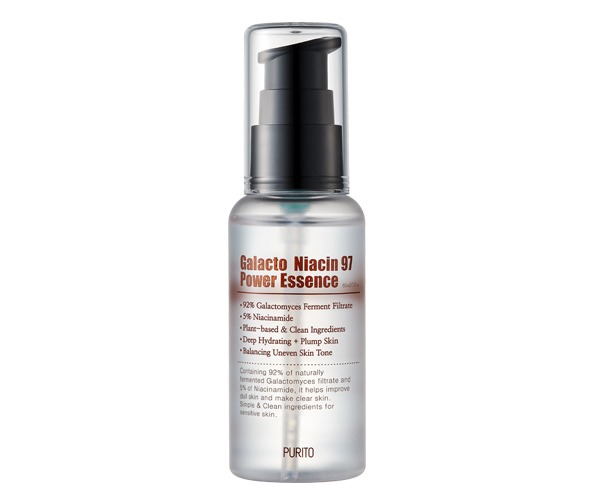 Galacto Niacin 97
Power Essence
• 92% Galactomyces Ferment Filtrate
• 5% Niacinamide
• Plant-based & Clean Ingredients
• Deep Hydrating + Plump Skin
• Balancing Uneven Skin Tone
Containing 92% of naturally
fermented Galactomyces filtrate and
5% of Niacinamide, it helps improve
dull skin and make clear skin.
Simple & Clean ingredients for
sensitive skin.
PURITO